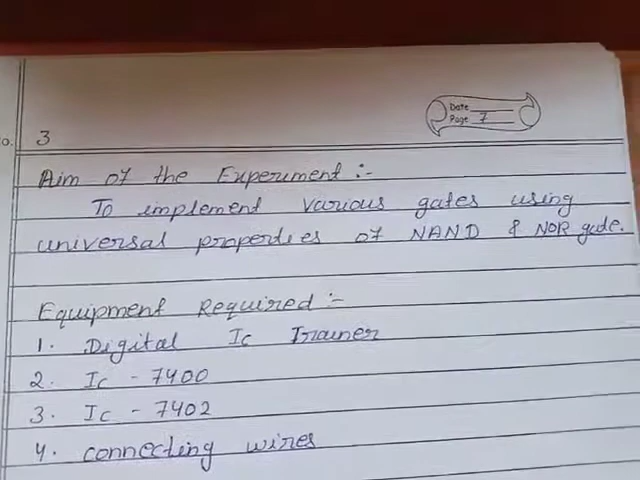 o. 3
Date
Page 7
Aim of the Experiment :-
To implement various gates using
universal properties of NAND & NOR gate.
Equipment Required :-
1. Digital Ic Trainer
2. Ic - 7400
3. Ic - 7402
4. connecting wires